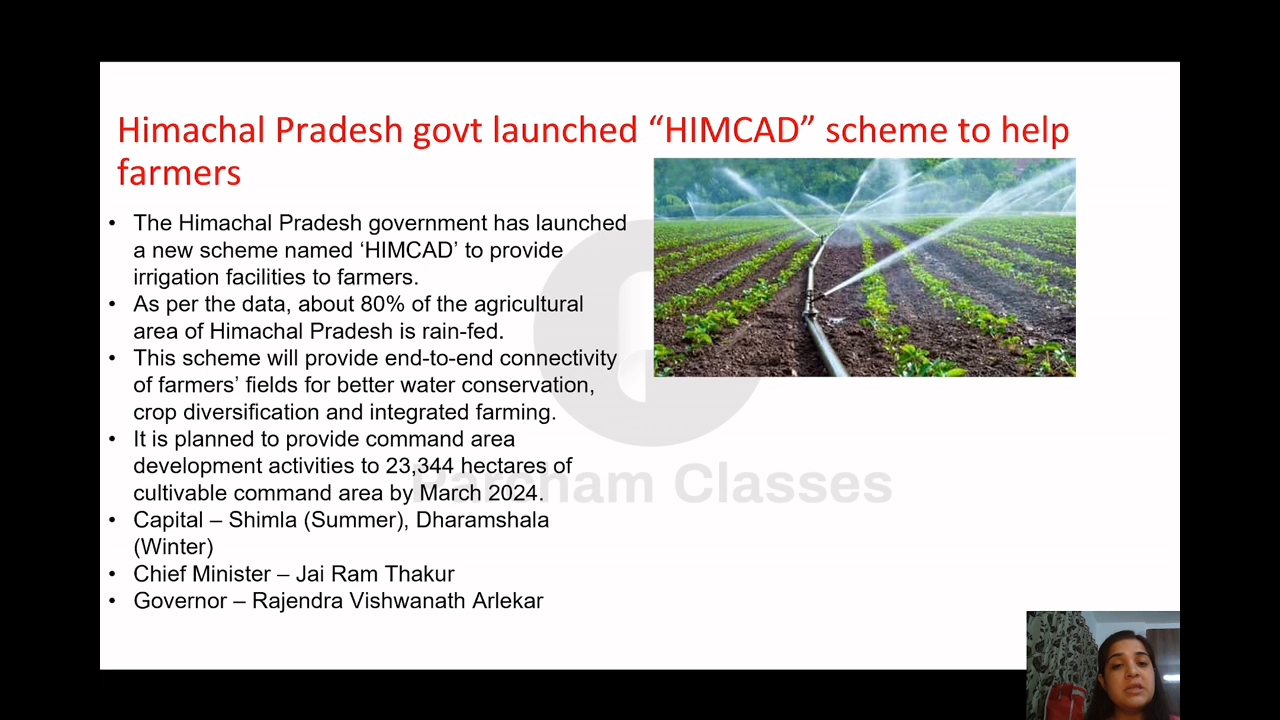 Himachal Pradesh govt launched “HIMCAD” scheme to help
farmers
• The Himachal Pradesh government has launched
a new scheme named ‘HIMCAD’ to provide
irrigation facilities to farmers.
• As per the data, about 80% of the agricultural
area of Himachal Pradesh is rain-fed.
• This scheme will provide end-to-end connectivity
of farmers’ fields for better water conservation,
crop diversification and integrated farming.
• It is planned to provide command area
development activities to 23,344 hectares of
cultivable command area by March 2024.
• Capital – Shimla (Summer), Dharamshala
(Winter)
• Chief Minister – Jai Ram Thakur
• Governor – Rajendra Vishwanath Arlekar
Classes